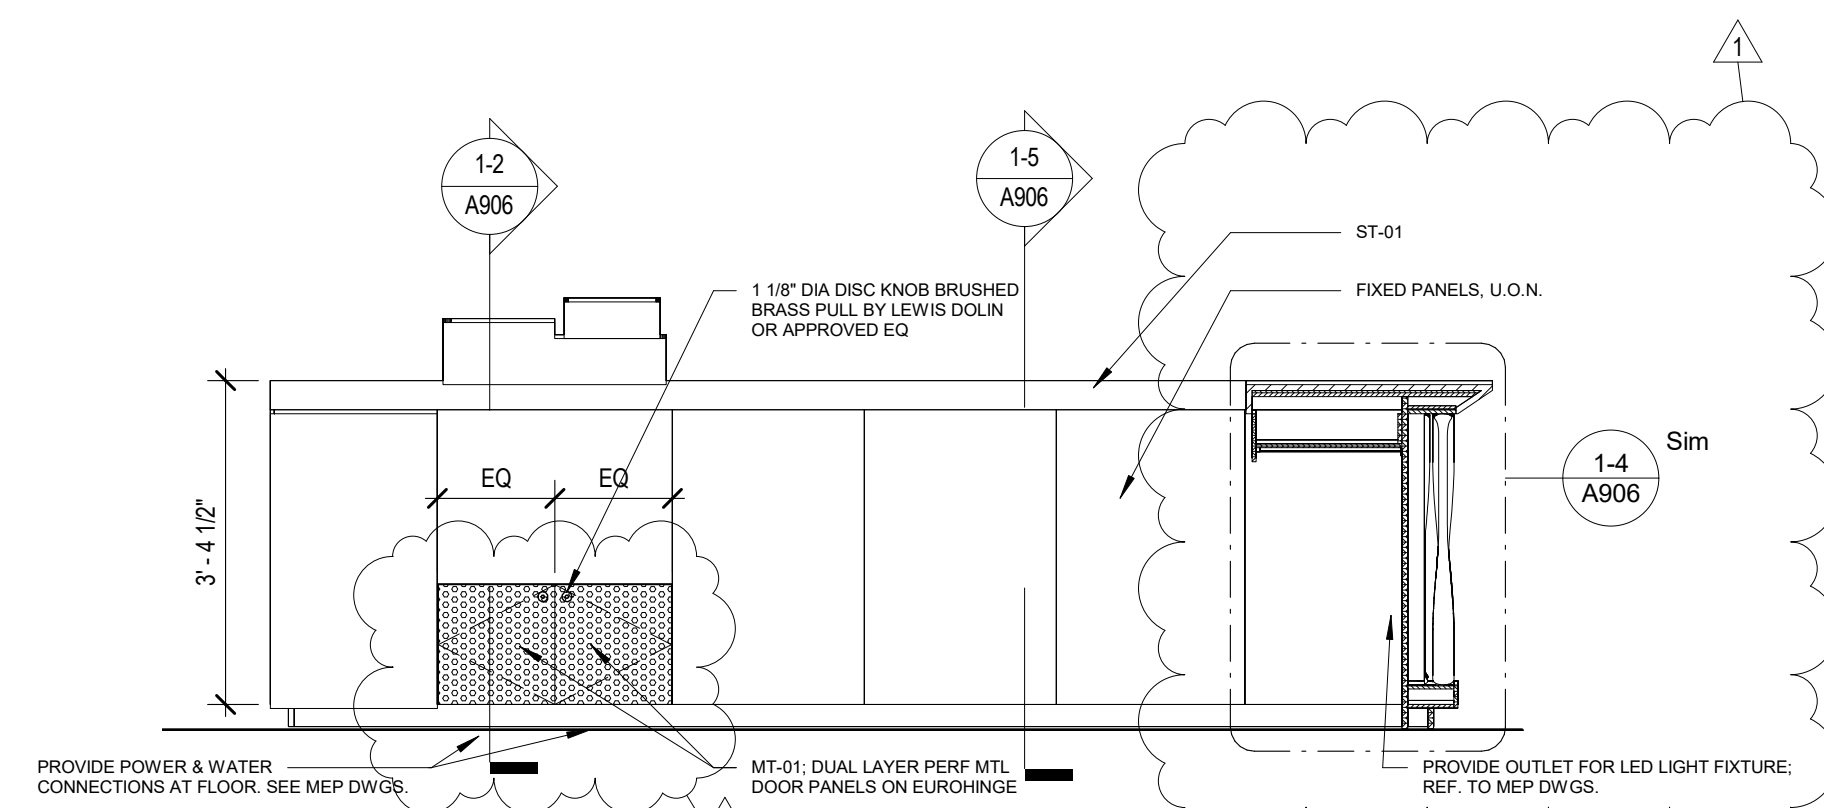 1
1-2
A906
1-5
A906
ST-01
1 1/8" DIA DISC KNOB BRUSHED
BRASS PULL BY LEWIS DOLIN
OR APPROVED EQ
FIXED PANELS, U.O.N.
Sim
1-4
A906
EQ
EQ
3' - 4 1/2"
PROVIDE POWER & WATER
CONNECTIONS AT FLOOR. SEE MEP DWGS.
MT-01; DUAL LAYER PERF MTL
DOOR PANELS ON EUROHINGE
PROVIDE OUTLET FOR LED LIGHT FIXTURE;
REF. TO MEP DWGS.